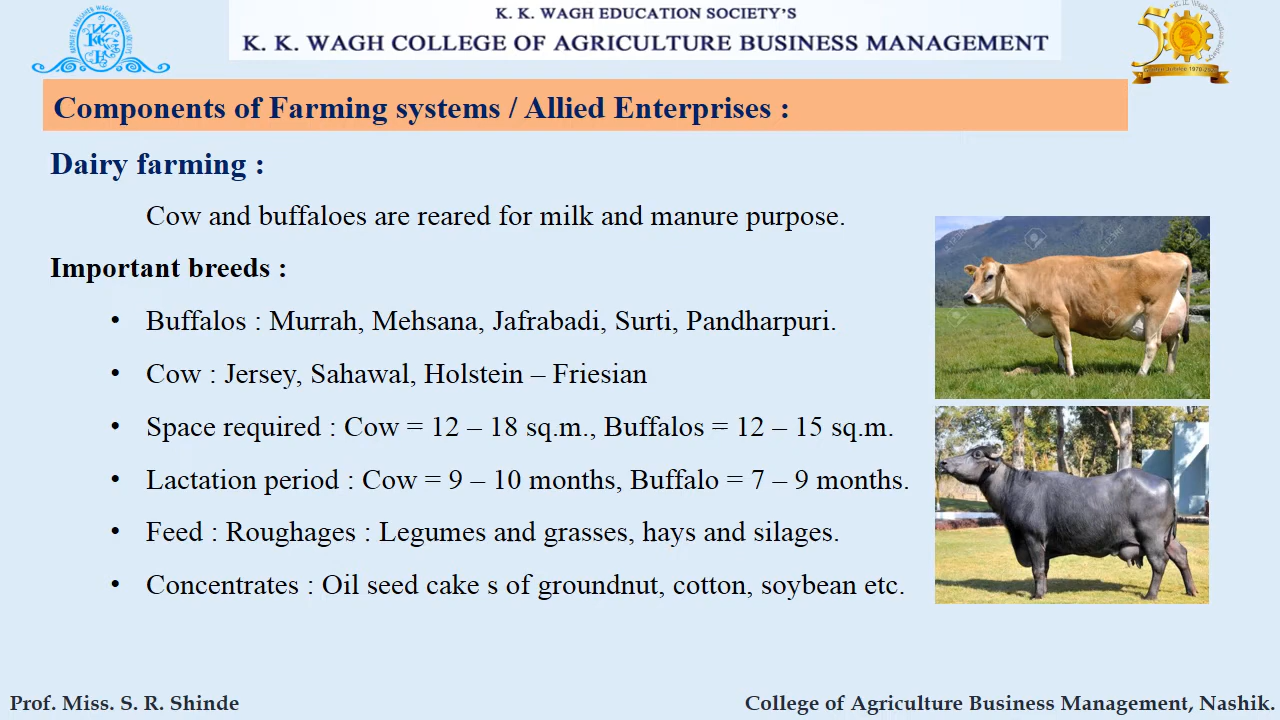 K. K. WAGH EDUCATION SOCIETY'S
K. K. WAGH COLLEGE OF AGRICULTURE BUSINESS MANAGEMENT
Components of Farming systems / Allied Enterprises :
Dairy farming :
Cow and buffaloes are reared for milk and manure purpose.
Important breeds :
• Buffalos : Murrah, Mehsana, Jafrabadi, Surti, Pandharpuri.
• Cow : Jersey, Sahawal, Holstein – Friesian
• Space required : Cow = 12 – 18 sq.m., Buffalos = 12 – 15 sq.m.
• Lactation period : Cow = 9 – 10 months, Buffalo = 7 – 9 months.
• Feed : Roughages : Legumes and grasses, hays and silages.
• Concentrates : Oil seed cake s of groundnut, cotton, soybean etc.
Prof. Miss. S. R. Shinde
College of Agriculture Business Management, Nashik.